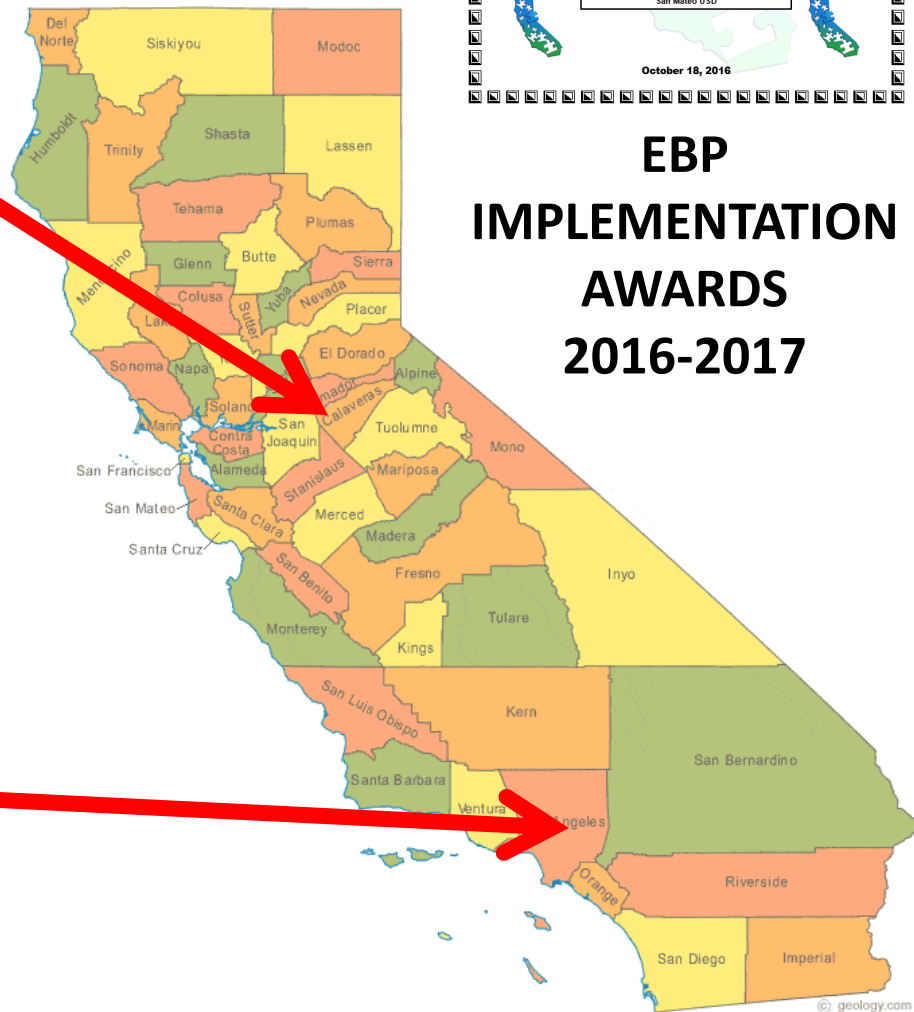 San Mateo USD
October 18, 2016
EBP
IMPLEMENTATION
AWARDS
2016-2017
Del
Norte
Siskiyou
Modoc
Humboldt
Trinity
Shasta
Lassen
Tehama
Plumas
Mendocino
Glenn
Butte
Sierra
Colusa
Yuba
Nevada
Sutter
Placer
El Dorado
Sonoma
Napa
Alpine
Calaveras
Marin
San
Joaquin
Tuolumne
Mono
Contra
Costa
San Francisco
Alameda
Stanislaus
Mariposa
San Mateo
Santa Clara
Merced
Madera
Santa Cruz
San Benito
Fresno
Inyo
Tulare
Monterey
Kings
San Luis Obispo
Kern
San Bernardino
Santa Barbara
Ventura
Angeles
Orange
Riverside
San Diego
Imperial
© geology.com